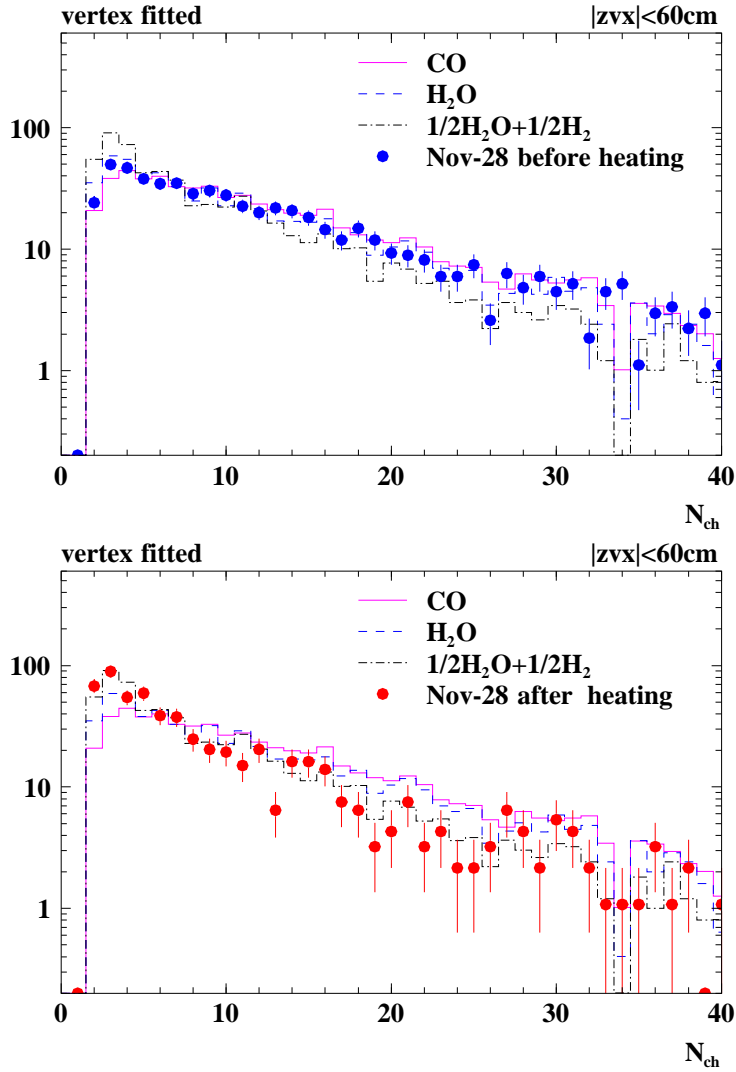 vertex fitted |zvx|<60cm
CO
H₂O
1/2H₂O+1/2H₂
Nov-28 before heating
100
10
1
0 10 20 30 40
N_ch
vertex fitted |zvx|<60cm
CO
H₂O
1/2H₂O+1/2H₂
Nov-28 after heating
100
10
1
0 10 20 30 40
N_ch